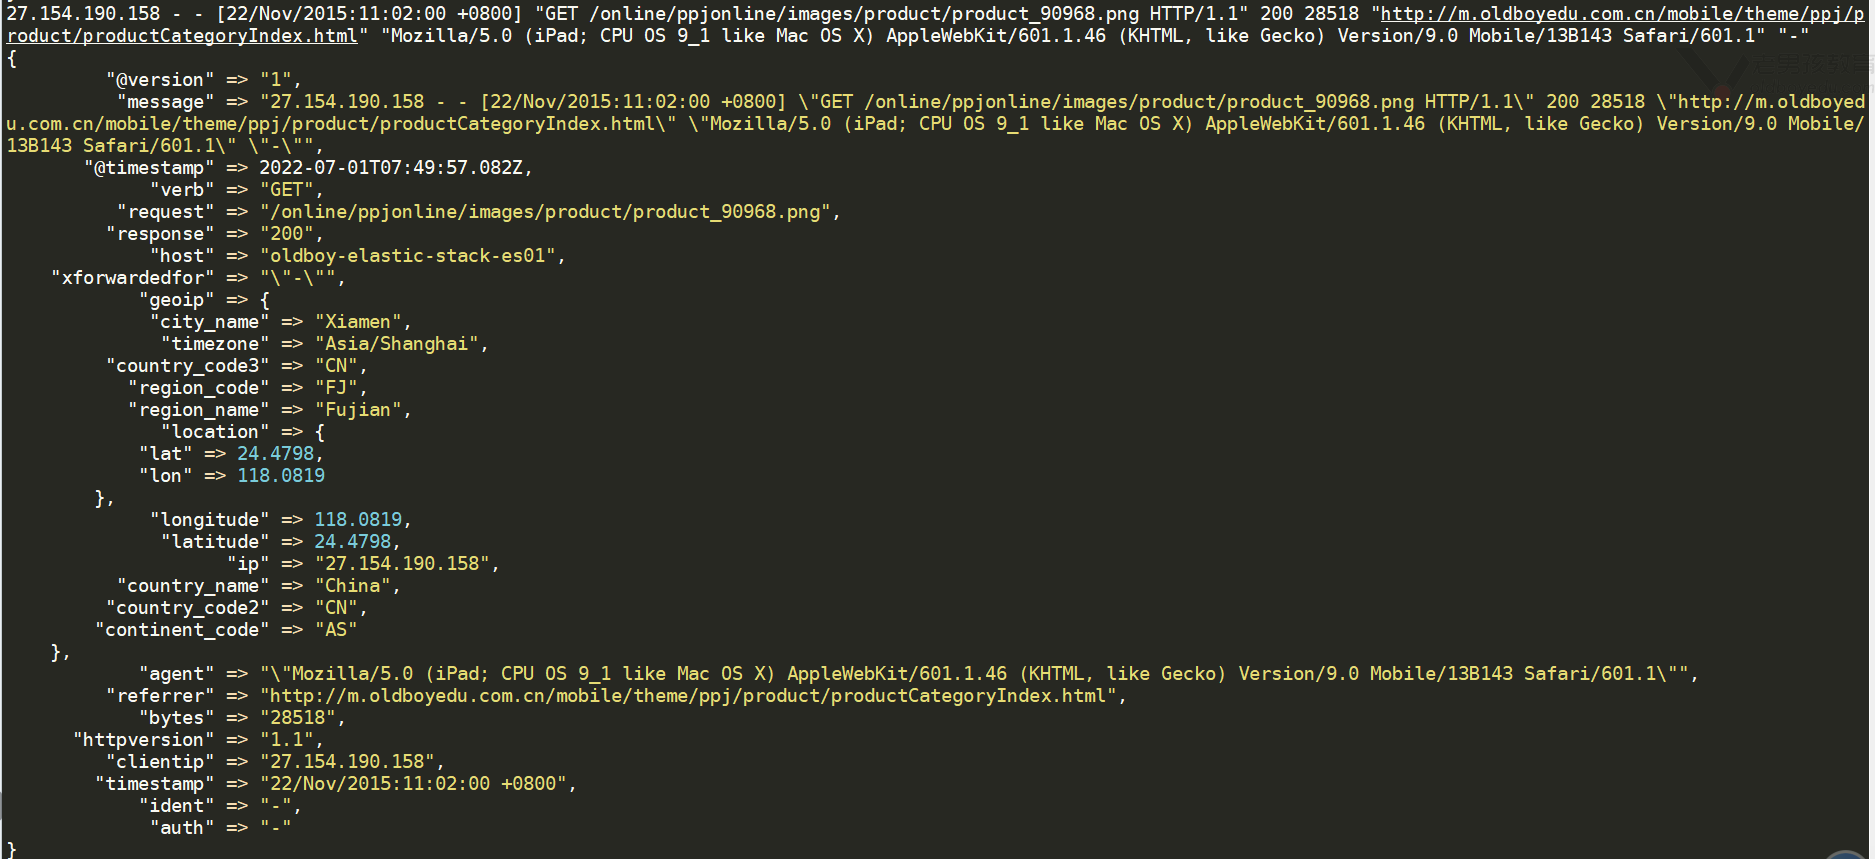 27.154.190.158 - - [22/Nov/2015:11:02:00 +0800] "GET /online/ppjonline/images/product/product_90968.png HTTP/1.1" 200 28518 "http://m.oldboyedu.com.cn/mobile/theme/ppj/p
roduct/productCategoryIndex.html" "Mozilla/5.0 (iPad; CPU OS 9_1 like Mac OS X) AppleWebKit/601.1.46 (KHTML, like Gecko) Version/9.0 Mobile/13B143 Safari/601.1" "-"
{
"@version" => "1",
"message" => "27.154.190.158 - - [22/Nov/2015:11:02:00 +0800] \"GET /online/ppjonline/images/product/product_90968.png HTTP/1.1\" 200 28518 \"http://m.oldboyed
u.com.cn/mobile/theme/ppj/product/productCategoryIndex.html\" \"Mozilla/5.0 (iPad; CPU OS 9_1 like Mac OS X) AppleWebKit/601.1.46 (KHTML, like Gecko) Version/9.0 Mobile/
13B143 Safari/601.1\" \"-\"",
"@timestamp" => 2022-07-01T07:49:57.082Z,
"verb" => "GET",
"request" => "/online/ppjonline/images/product/product_90968.png",
"response" => "200",
"host" => "oldboy-elastic-stack-es01",
"xforwardedfor" => "\"-\"",
"geoip" => {
"city_name" => "Xiamen",
"timezone" => "Asia/Shanghai",
"country_code3" => "CN",
"region_code" => "FJ",
"region_name" => "Fujian",
"location" => {
"lat" => 24.4798,
"lon" => 118.0819
},
"longitude" => 118.0819,
"latitude" => 24.4798,
"ip" => "27.154.190.158",
"country_name" => "China",
"country_code2" => "CN",
"continent_code" => "AS"
},
"agent" => "\"Mozilla/5.0 (iPad; CPU OS 9_1 like Mac OS X) AppleWebKit/601.1.46 (KHTML, like Gecko) Version/9.0 Mobile/13B143 Safari/601.1\"",
"referrer" => "http://m.oldboyedu.com.cn/mobile/theme/ppj/product/productCategoryIndex.html",
"bytes" => "28518",
"httpversion" => "1.1",
"clientip" => "27.154.190.158",
"timestamp" => "22/Nov/2015:11:02:00 +0800",
"ident" => "-",
"auth" => "-"
}